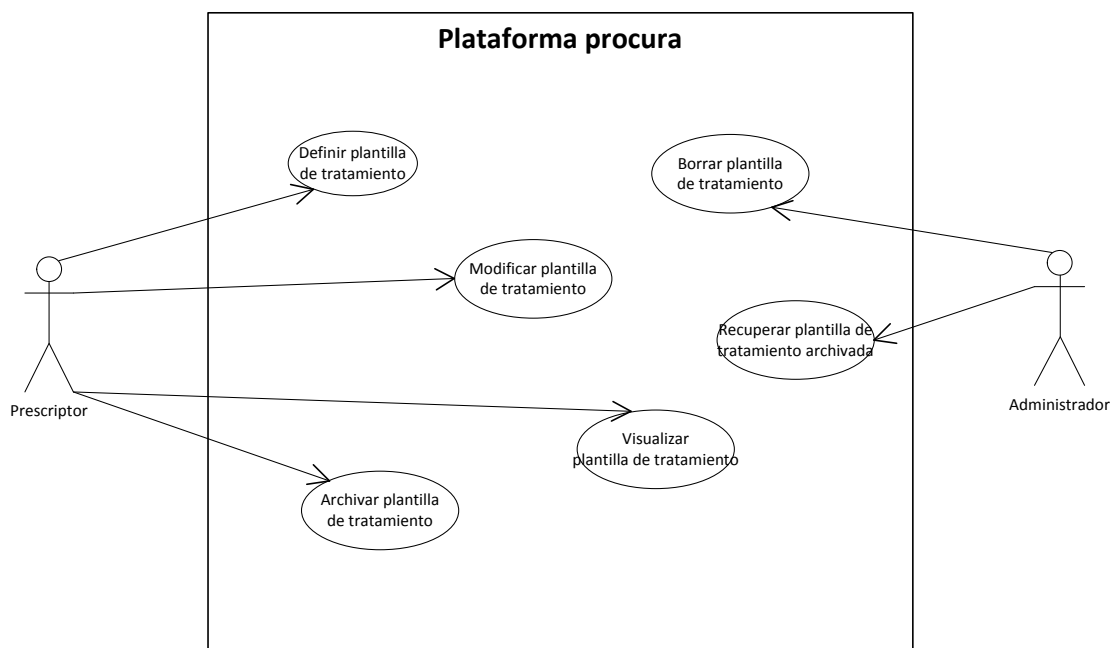 Plataforma procura
Definir plantilla
de tratamiento
Borrar plantilla
de tratamiento
Modificar plantilla
de tratamiento
Recuperar plantilla de
tratamiento archivada
Prescriptor
Administrador
Visualizar
plantilla de tratamiento
Archivar plantilla
de tratamiento